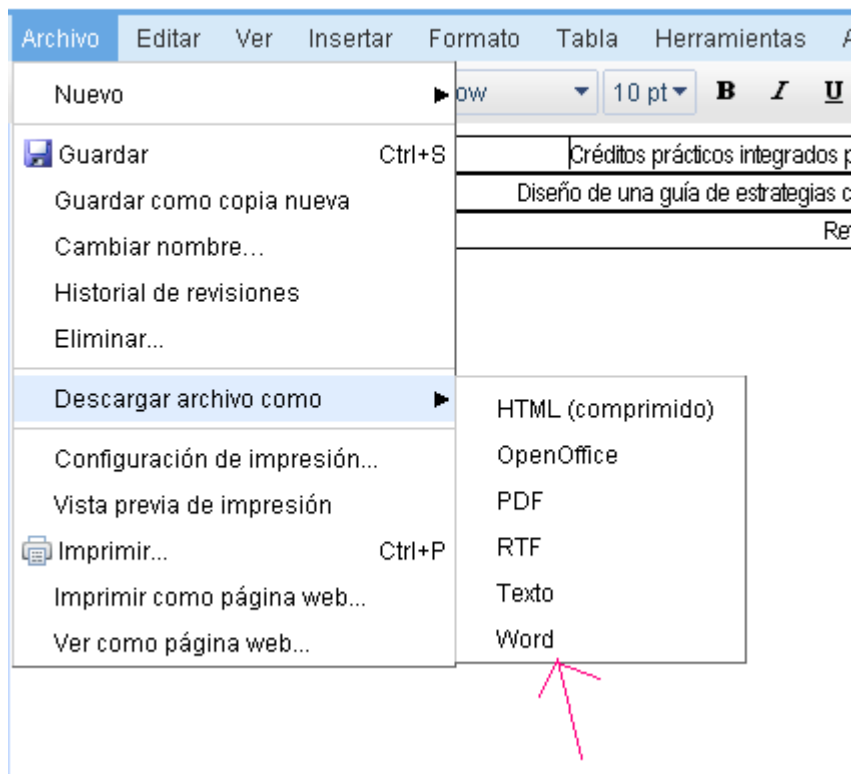 Archivo Editar Ver Insertar Formato Tabla Herramientas
Nuevo
10 pt B I U
Guardar Ctrl+S
Créditos prácticos integrados
Guardar como copia nueva
Diseño de una guía de estrategias
Cambiar nombre...
Historial de revisiones
Eliminar...
Descargar archivo como
HTML (comprimido)
OpenOffice
PDF
RTF
Texto
Word
Configuración de impresión...
Vista previa de impresión
Imprimir... Ctrl+P
Imprimir como página web...
Ver como página web...